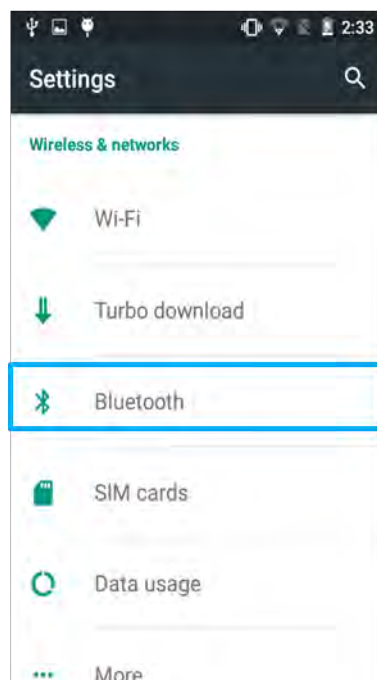 2:33
Settings
Wireless & networks
Wi-Fi
Turbo download
Bluetooth
SIM cards
Data usage
More